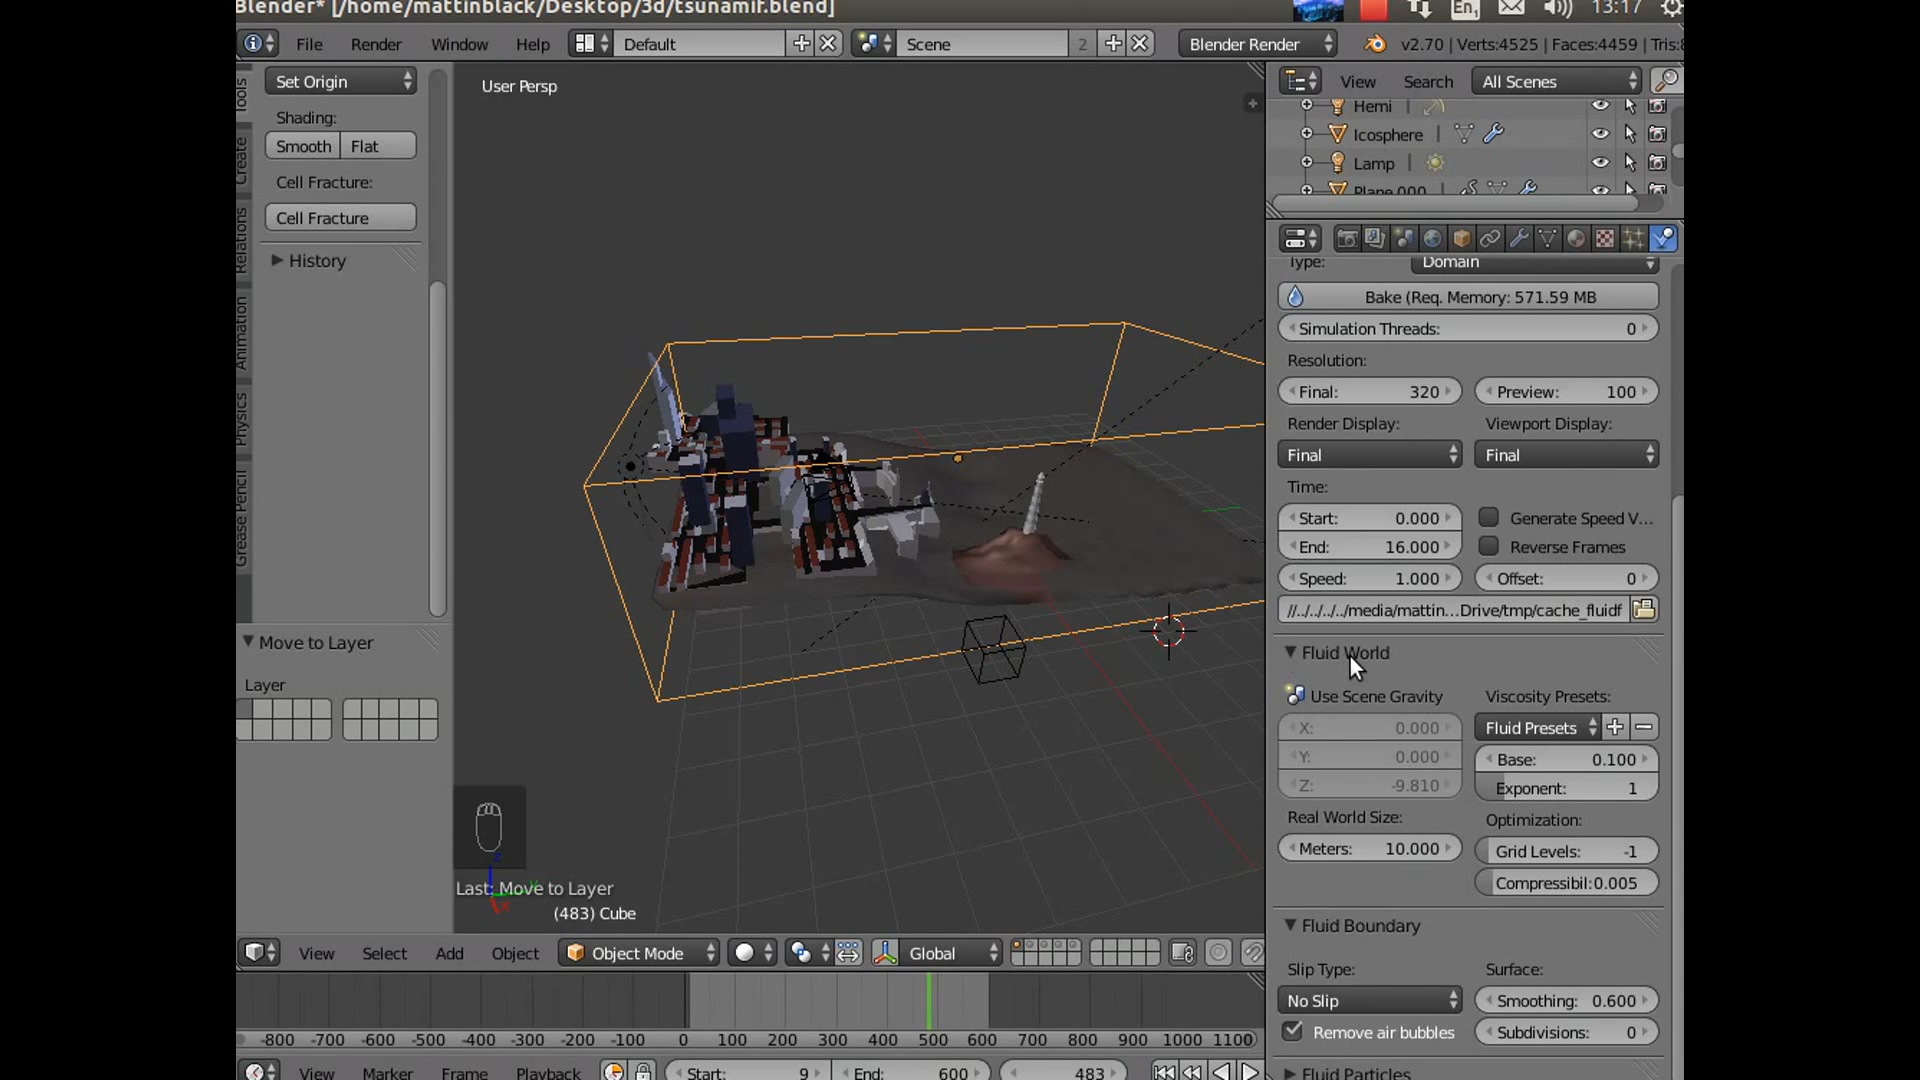 Blender* [/home/mattinblack/Desktop/3d/tsunamif.blend]
En1
13:17
File Render Window Help Default Scene 2 Blender Render v2.70 | Verts:4525 | Faces:4459 | Tris:8
Set Origin
Shading:
Smooth Flat
Cell Fracture:
Cell Fracture
History
Tools
Create
Relations
Animation
Physics
Grease Pencil
Move to Layer
Layer
User Persp
Last: Move to Layer
(483) Cube
View Select Add Object Object Mode Global
-800 -700 -600 -500 -400 -300 -200 -100 0 100 200 300 400 500 600 700 800 900 1000 1100
View Marker Frame Playback Start: 9 End: 600 483
View Search All Scenes
Hemi
Icosphere
Lamp
Plane.000
Type: Domain
Bake (Req. Memory: 571.59 MB
Simulation Threads: 0
Resolution:
Final: 320 Preview: 100
Render Display: Viewport Display:
Final Final
Time:
Start: 0.000 Generate Speed V...
End: 16.000 Reverse Frames
Speed: 1.000 Offset: 0
//../../../../media/mattin...Drive/tmp/cache_fluidf
Fluid World
Use Scene Gravity Viscosity Presets:
X: 0.000 Fluid Presets
Y: 0.000 Base: 0.100
Z: -9.810 Exponent: 1
Real World Size: Optimization:
Meters: 10.000 Grid Levels: -1
Compressibil:0.005
Fluid Boundary
Slip Type: Surface:
No Slip Smoothing: 0.600
Remove air bubbles Subdivisions: 0
Fluid Particles